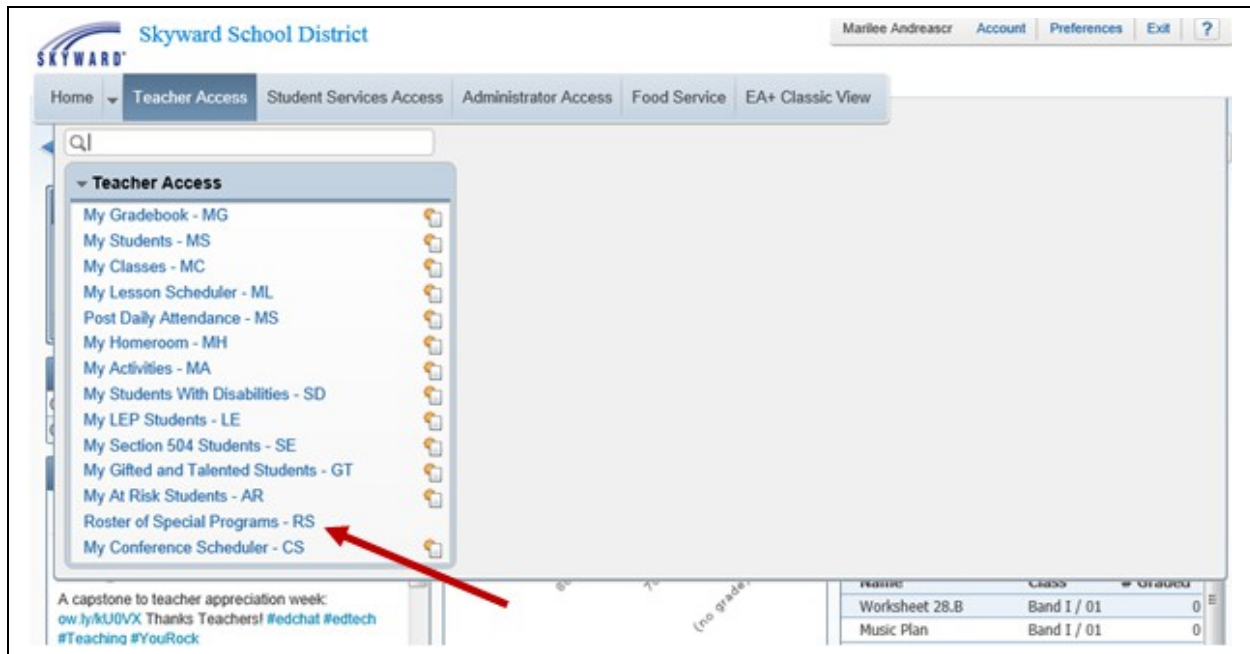 Skyward School District
SKYWARD
Marilee Andreascr Account Preferences Exit ?
Home Teacher Access Student Services Access Administrator Access Food Service EA+ Classic View
Teacher Access
My Gradebook - MG
My Students - MS
My Classes - MC
My Lesson Scheduler - ML
Post Daily Attendance - MS
My Homeroom - MH
My Activities - MA
My Students With Disabilities - SD
My LEP Students - LE
My Section 504 Students - SE
My Gifted and Talented Students - GT
My At Risk Students - AR
Roster of Special Programs - RS
My Conference Scheduler - CS
A capstone to teacher appreciation week:
ow.ly/kU0VX Thanks Teachers! #edchat #edtech
#Teaching #YouRock
(no grade)
Name Class # Graded
Worksheet 28.B Band I / 01 0
Music Plan Band I / 01 0